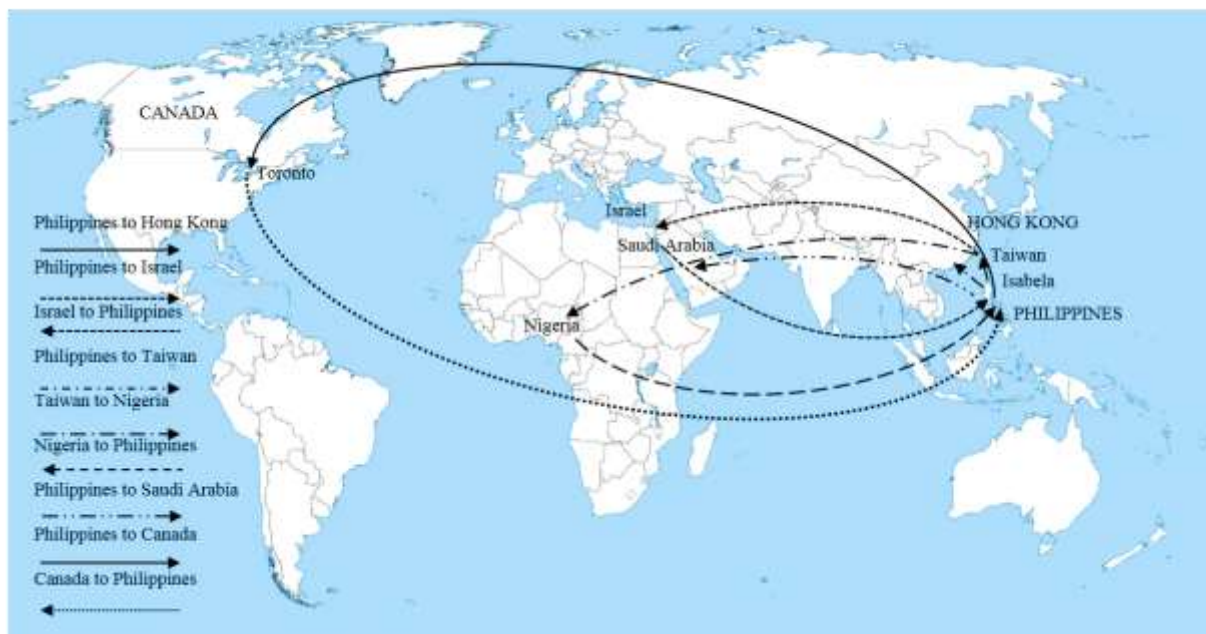 CANADA
Toronto
Israel
HONG KONG
Saudi Arabia
Taiwan
Isabela
PHILIPPINES
Nigeria
Philippines to Hong Kong
Philippines to Israel
Israel to Philippines
Philippines to Taiwan
Taiwan to Nigeria
Nigeria to Philippines
Philippines to Saudi Arabia
Philippines to Canada
Canada to Philippines